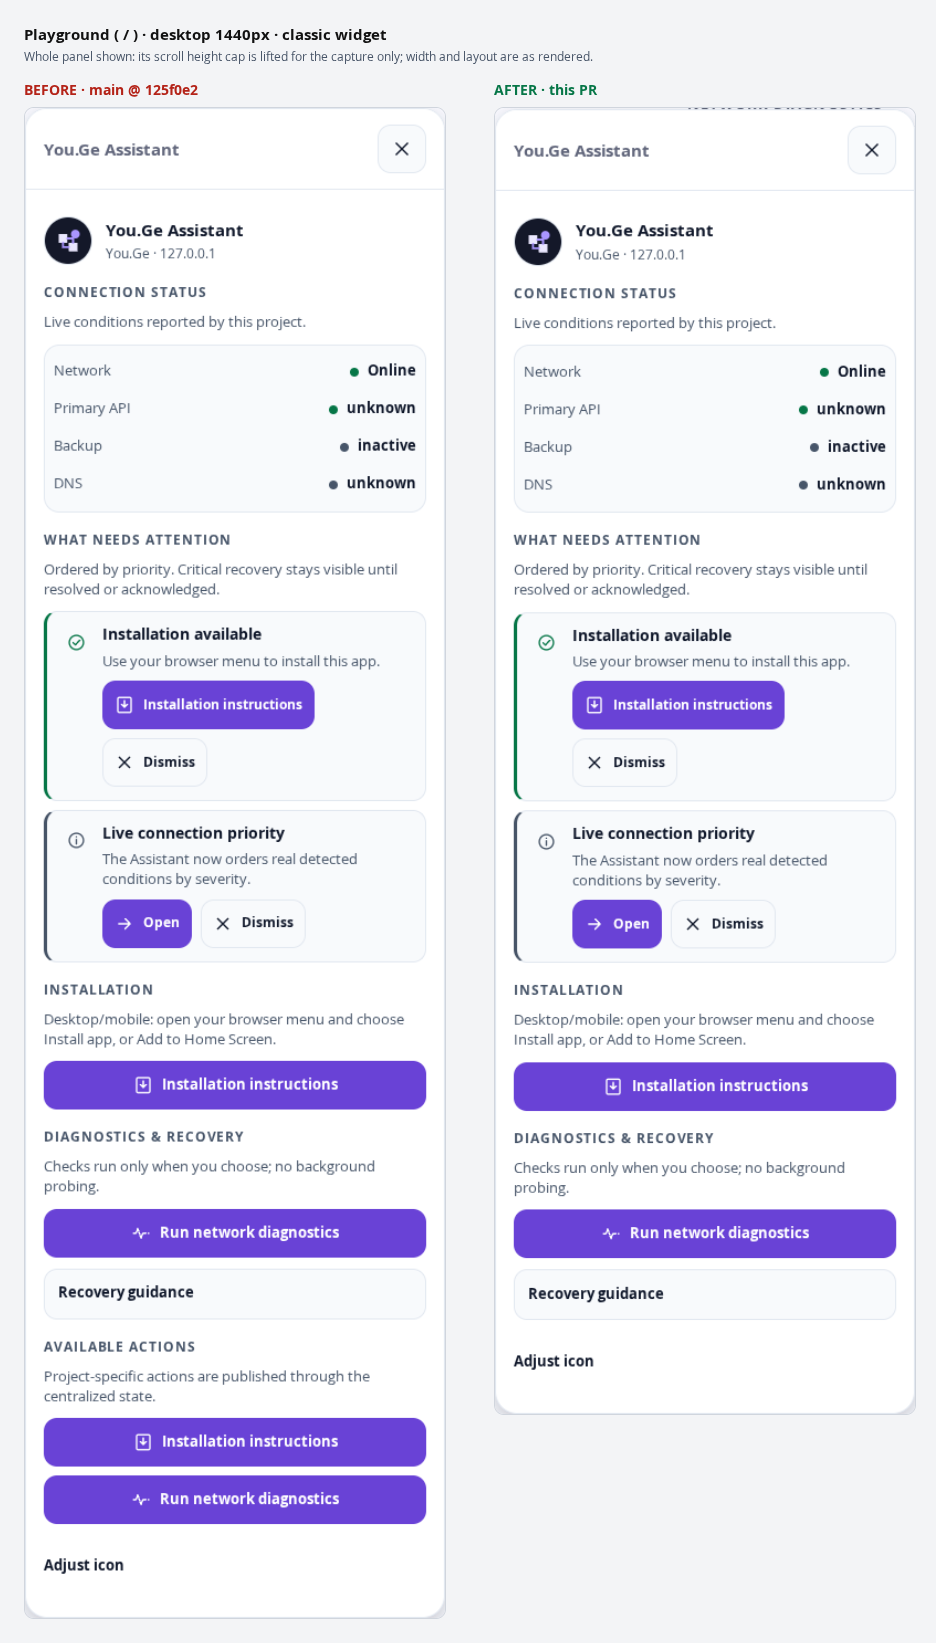 Playground ( / ) · desktop 1440px · classic widget
Whole panel shown: its scroll height cap is lifted for the capture only; width and layout are as rendered.
BEFORE · main @ 125f0e2
You.Ge Assistant
You.Ge Assistant
You.Ge · 127.0.0.1
CONNECTION STATUS
Live conditions reported by this project.
Network Online
Primary API unknown
Backup inactive
DNS unknown
WHAT NEEDS ATTENTION
Ordered by priority. Critical recovery stays visible until
resolved or acknowledged.
Installation available
Use your browser menu to install this app.
Installation instructions
Dismiss
Live connection priority
The Assistant now orders real detected
conditions by severity.
Open Dismiss
INSTALLATION
Desktop/mobile: open your browser menu and choose
Install app, or Add to Home Screen.
Installation instructions
DIAGNOSTICS & RECOVERY
Checks run only when you choose; no background
probing.
Run network diagnostics
Recovery guidance
AVAILABLE ACTIONS
Project-specific actions are published through the
centralized state.
Installation instructions
Run network diagnostics
Adjust icon
AFTER · this PR
You.Ge Assistant
You.Ge Assistant
You.Ge · 127.0.0.1
CONNECTION STATUS
Live conditions reported by this project.
Network Online
Primary API unknown
Backup inactive
DNS unknown
WHAT NEEDS ATTENTION
Ordered by priority. Critical recovery stays visible until
resolved or acknowledged.
Installation available
Use your browser menu to install this app.
Installation instructions
Dismiss
Live connection priority
The Assistant now orders real detected
conditions by severity.
Open Dismiss
INSTALLATION
Desktop/mobile: open your browser menu and choose
Install app, or Add to Home Screen.
Installation instructions
DIAGNOSTICS & RECOVERY
Checks run only when you choose; no background
probing.
Run network diagnostics
Recovery guidance
Adjust icon